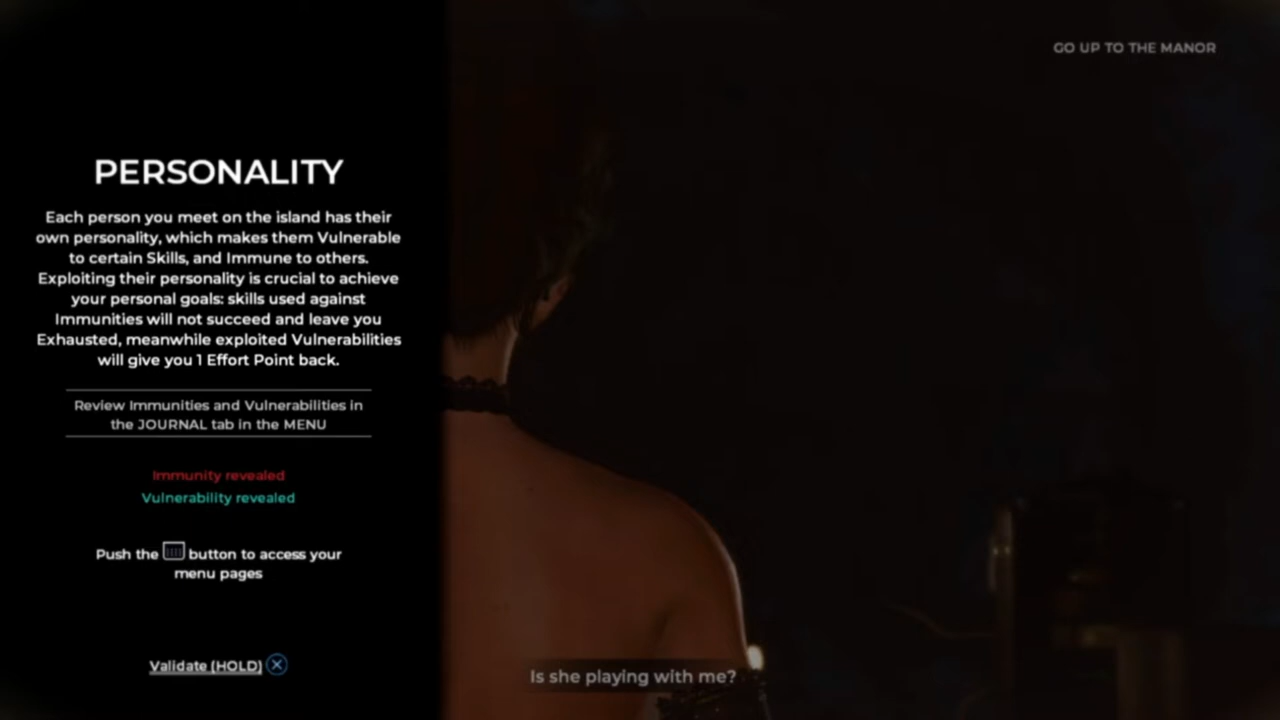 GO UP TO THE MANOR
PERSONALITY
Each person you meet on the island has their
own personality, which makes them Vulnerable
to certain Skills, and Immune to others.
Exploiting their personality is crucial to achieve
your personal goals: skills used against
Immunities will not succeed and leave you
Exhausted, meanwhile exploited Vulnerabilities
will give you 1 Effort Point back.
Review Immunities and Vulnerabilities in
the JOURNAL tab in the MENU
Immunity revealed
Vulnerability revealed
Push the button to access your
menu pages
Validate (HOLD)
Is she playing with me?